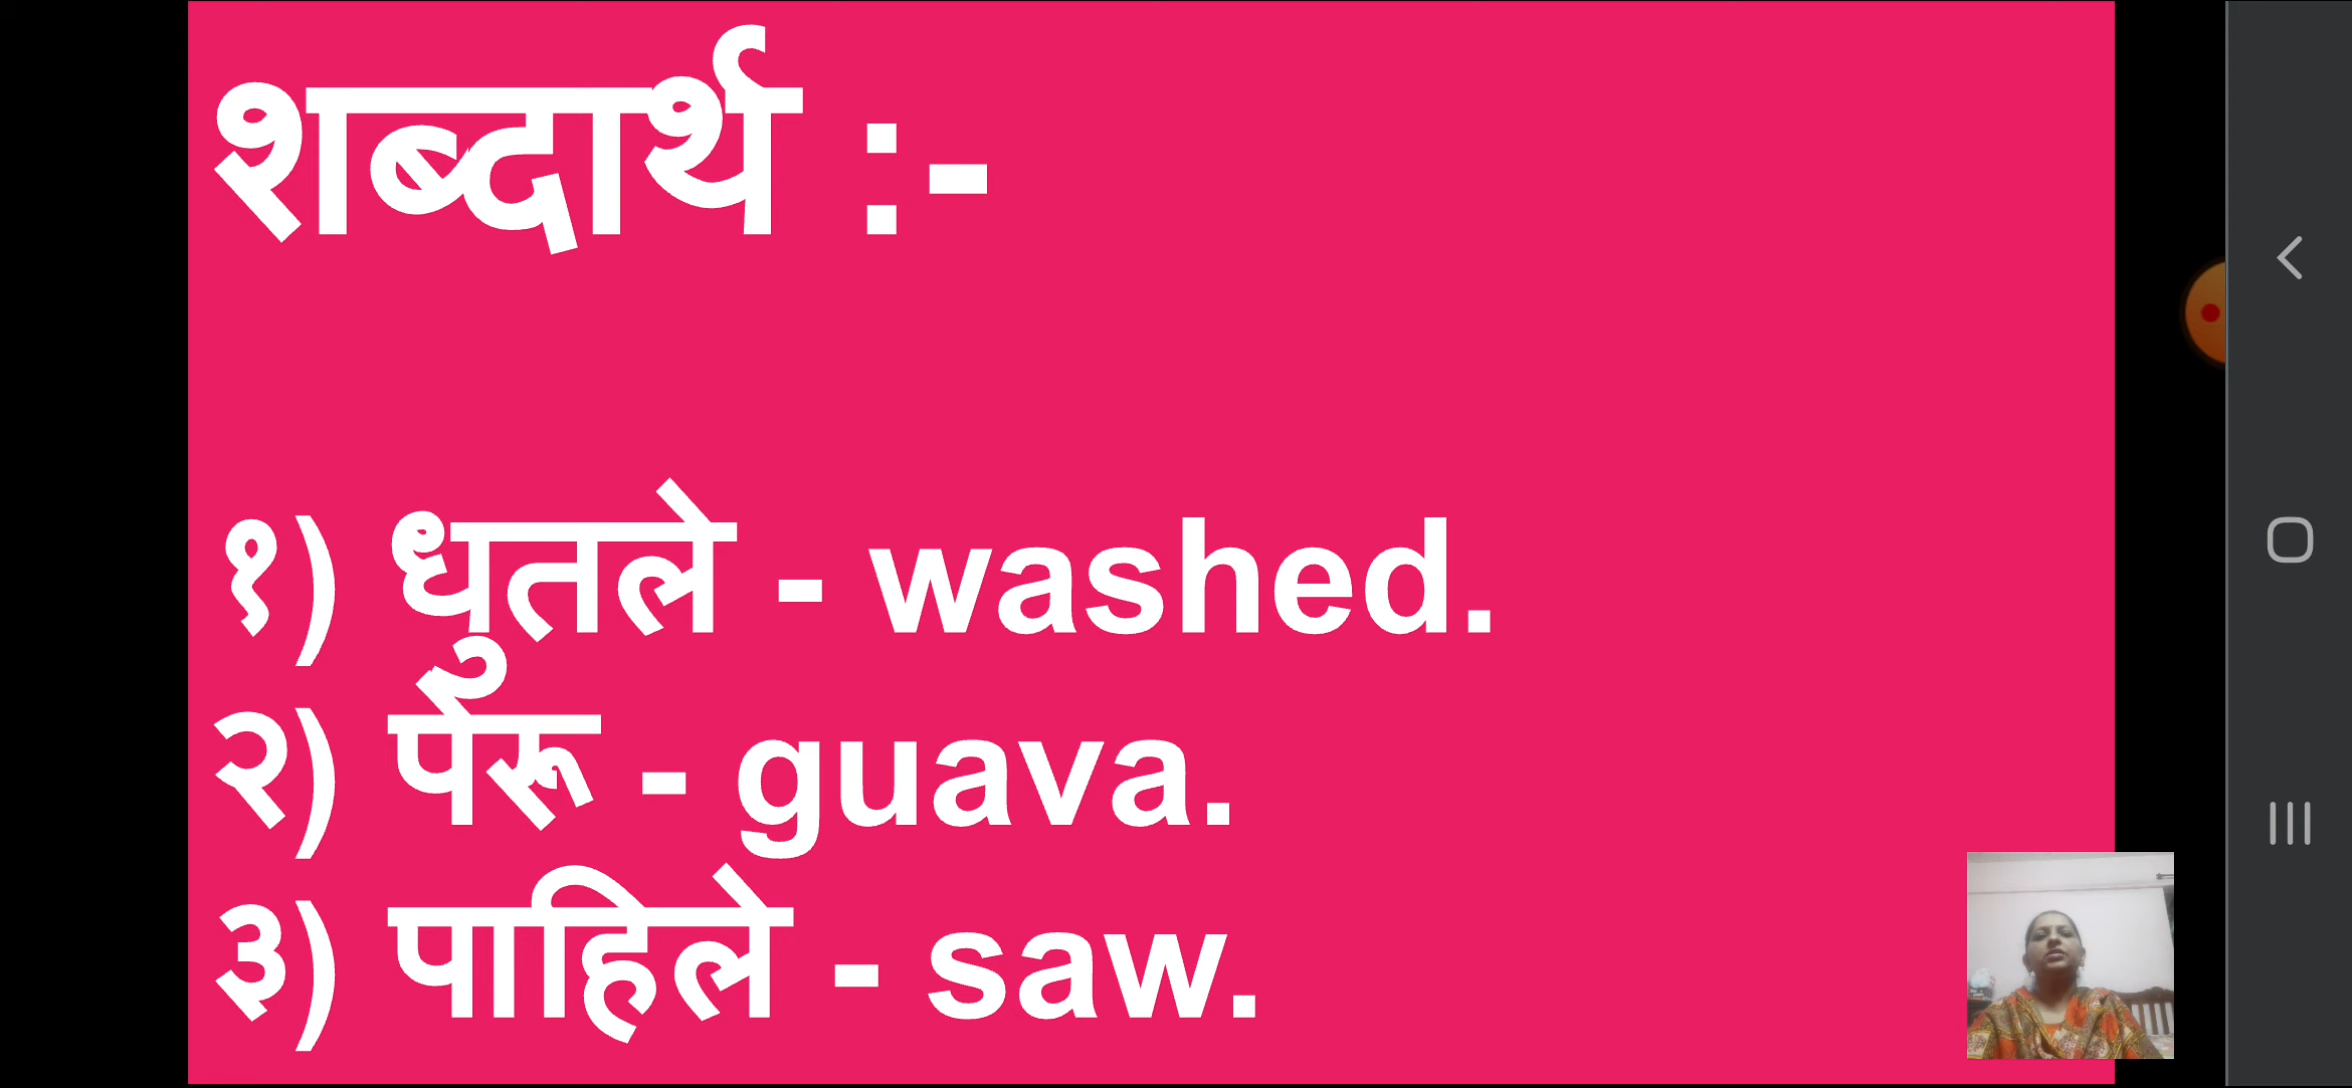 शब्दार्थ :-
१) धुतले - washed.
२) पेरू - guava.
३) पाहिले - saw.